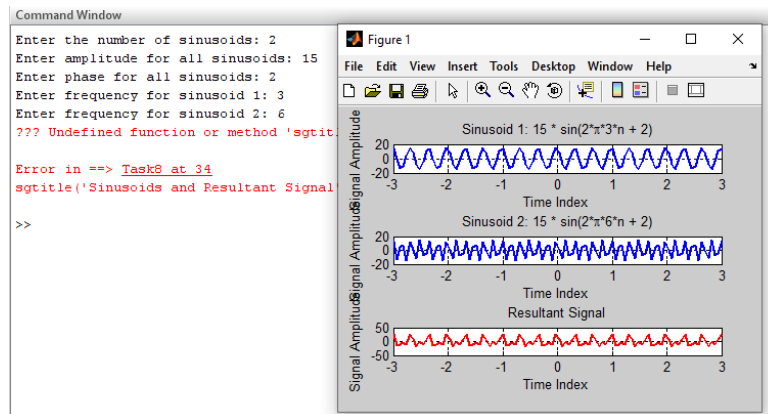 Command Window
Enter the number of sinusoids: 2
Enter amplitude for all sinusoids: 15
Enter phase for all sinusoids: 2
Enter frequency for sinusoid 1: 3
Enter frequency for sinusoid 2: 6
??? Undefined function or method 'sgtitl
Error in ==> Task8 at 34
sgtitle('Sinusoids and Resultant Signal'
>>
Figure 1
File Edit View Insert Tools Desktop Window Help
Sinusoid 1: 15 * sin(2*π*3*n + 2)
Signal Amplitude
20
0
-20
-3 -2 -1 0 1 2 3
Time Index
Sinusoid 2: 15 * sin(2*π*6*n + 2)
Signal Amplitude
20
0
-20
-3 -2 -1 0 1 2 3
Time Index
Resultant Signal
Signal Amplitude
50
0
-50
-3 -2 -1 0 1 2 3
Time Index